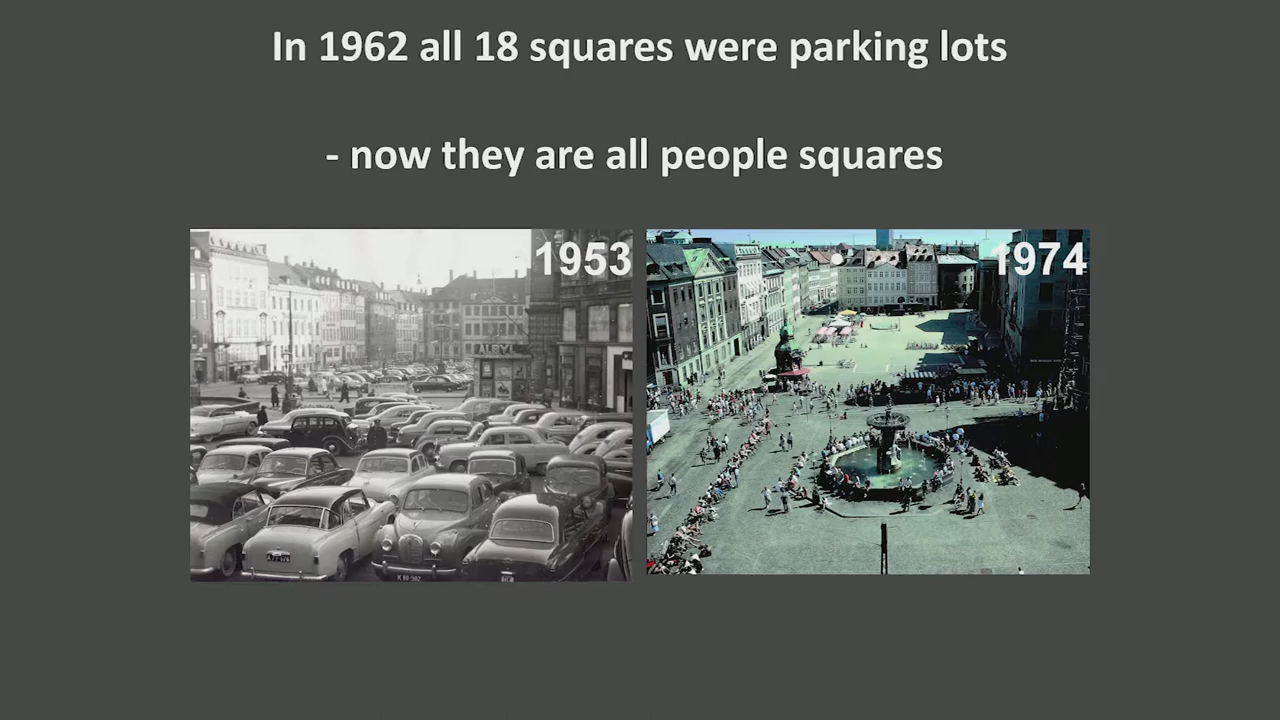 In 1962 all 18 squares were parking lots
- now they are all people squares
1953
1974